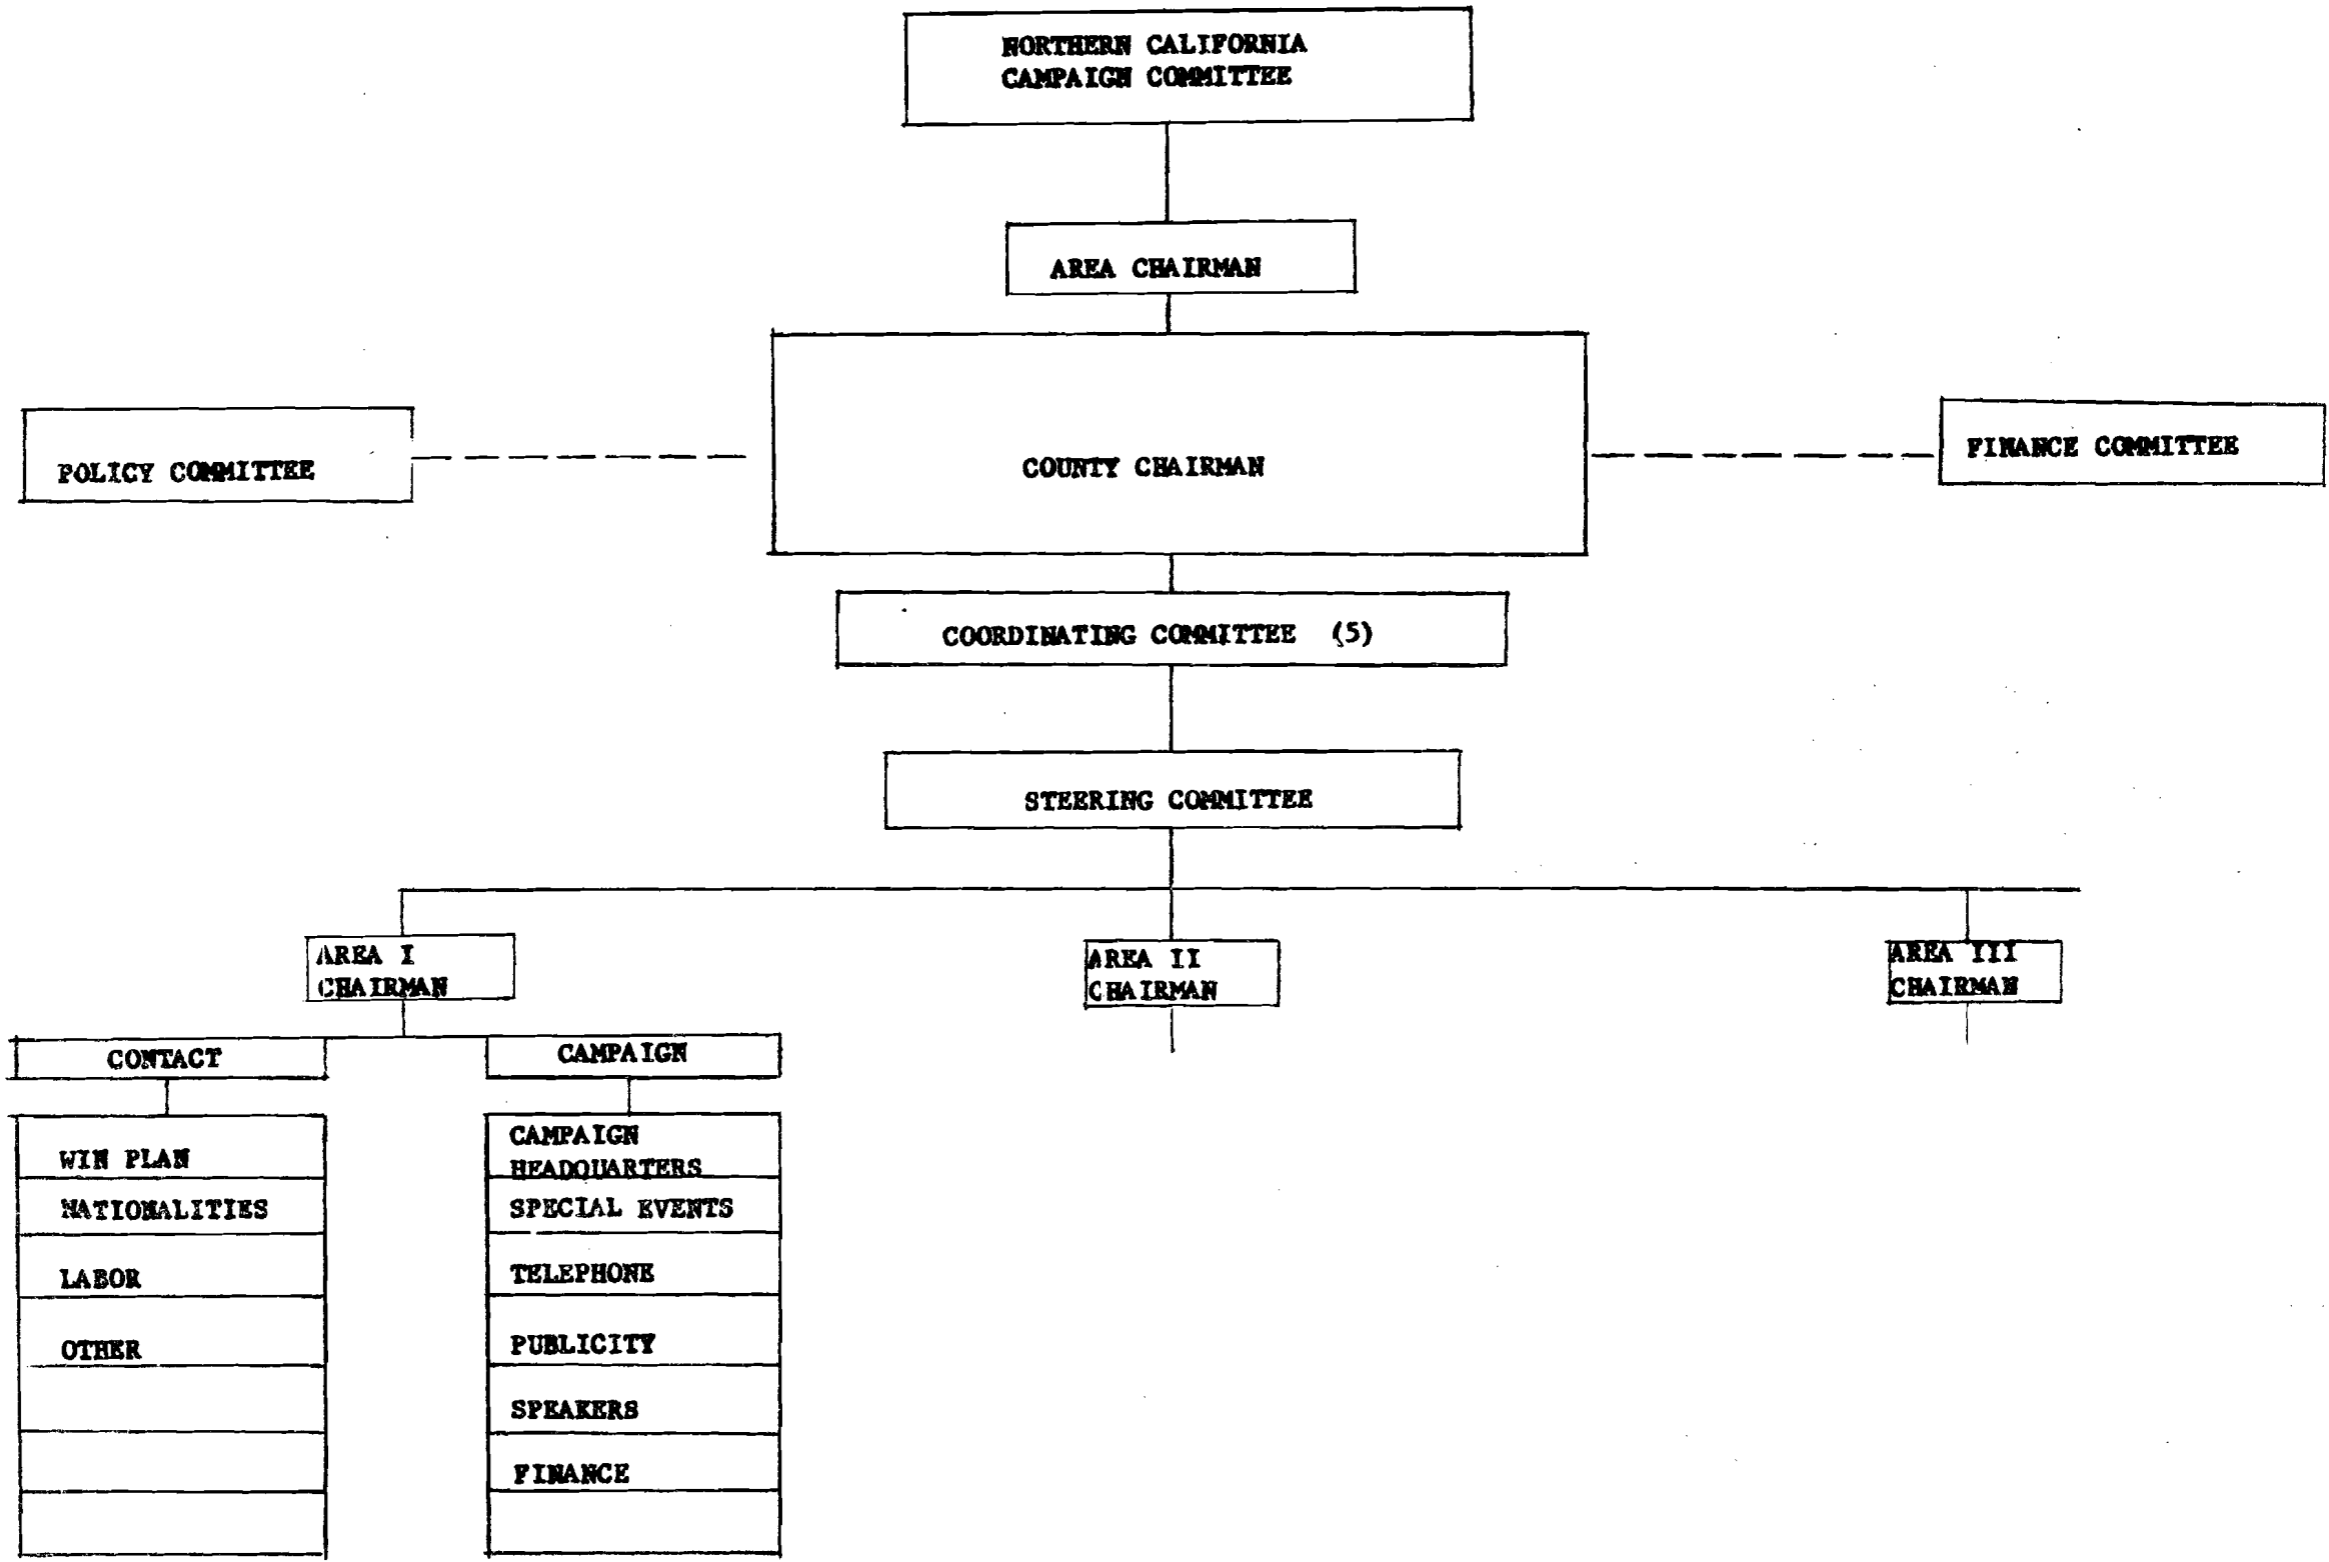 NORTHERN CALIFORNIA
CAMPAIGN COMMITTEE
AREA CHAIRMAN
POLICY COMMITTEE
COUNTY CHAIRMAN
FINANCE COMMITTEE
COORDINATING COMMITTEE (5)
STEERING COMMITTEE
AREA I
CHAIRMAN
AREA II
CHAIRMAN
AREA III
CHAIRMAN
CONTACT
WIN PLAN
NATIONALITIES
LABOR
OTHER
CAMPAIGN
CAMPAIGN
HEADQUARTERS
SPECIAL EVENTS
TELEPHONE
PUBLICITY
SPEAKERS
FINANCE